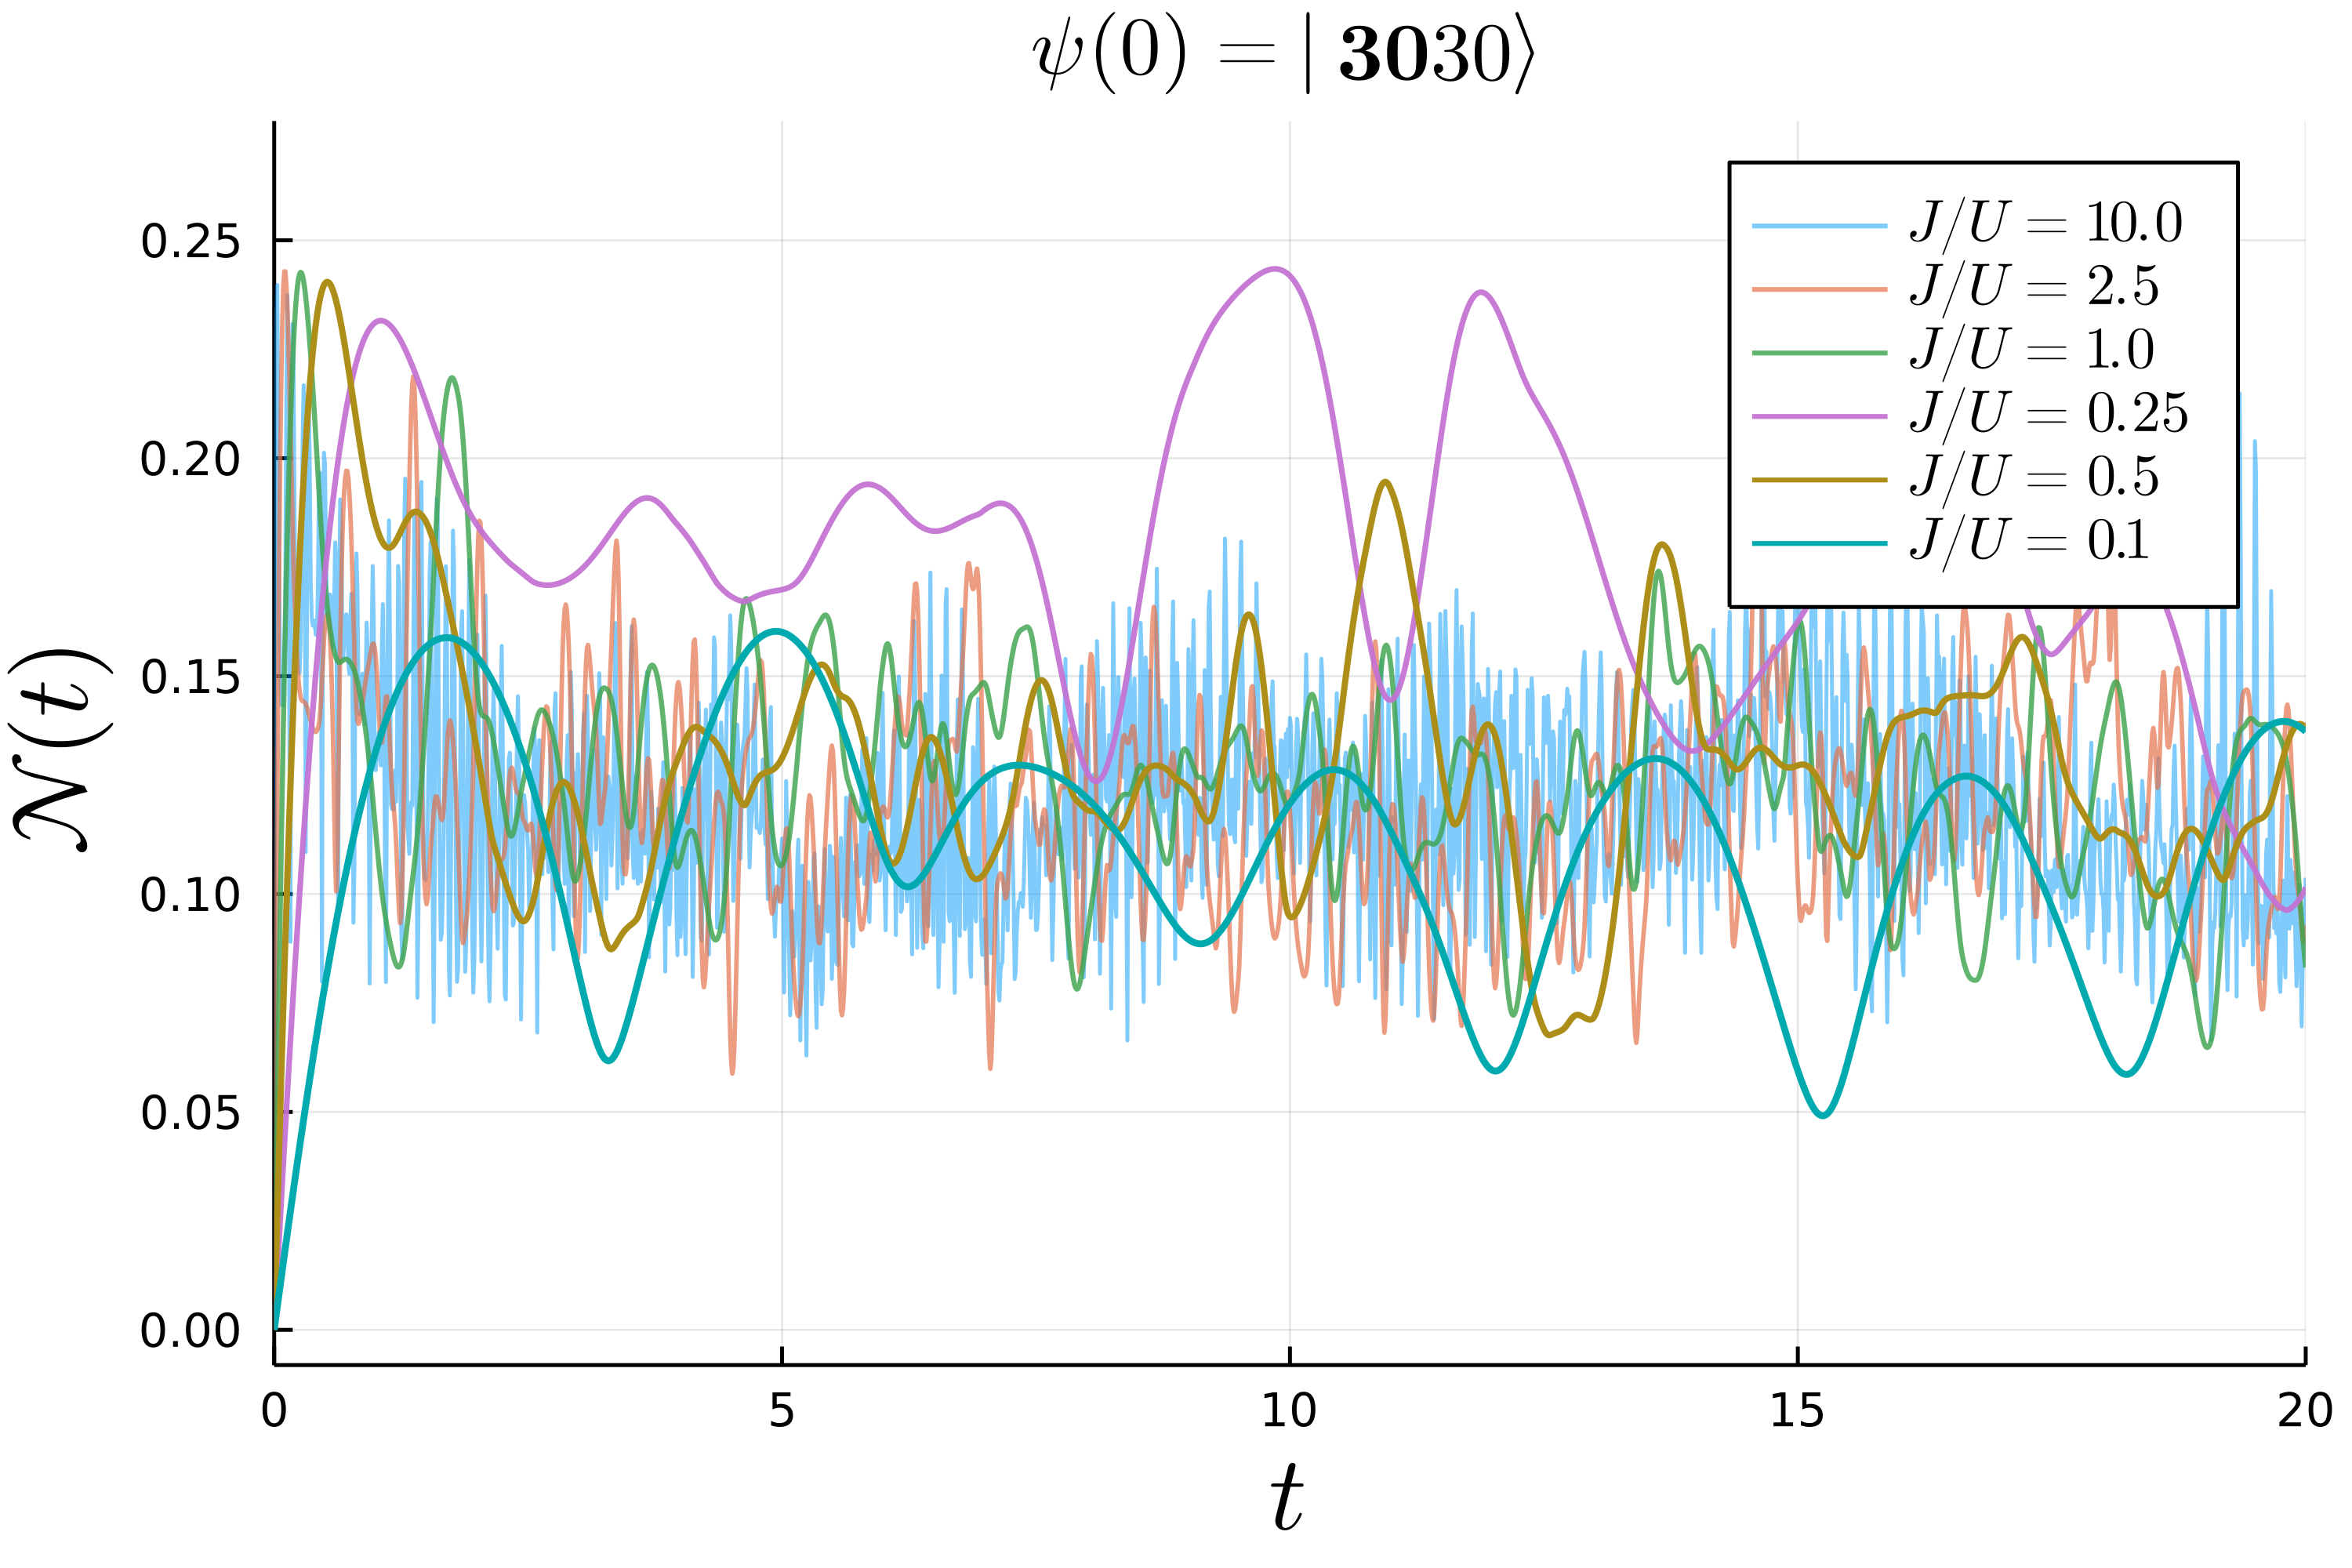 ψ(0) = | 3030⟩
𝒩(t)
0.25
0.20
0.15
0.10
0.05
0.00
J/U = 10.0
J/U = 2.5
J/U = 1.0
J/U = 0.25
J/U = 0.5
J/U = 0.1
0 5 10 15 20
t